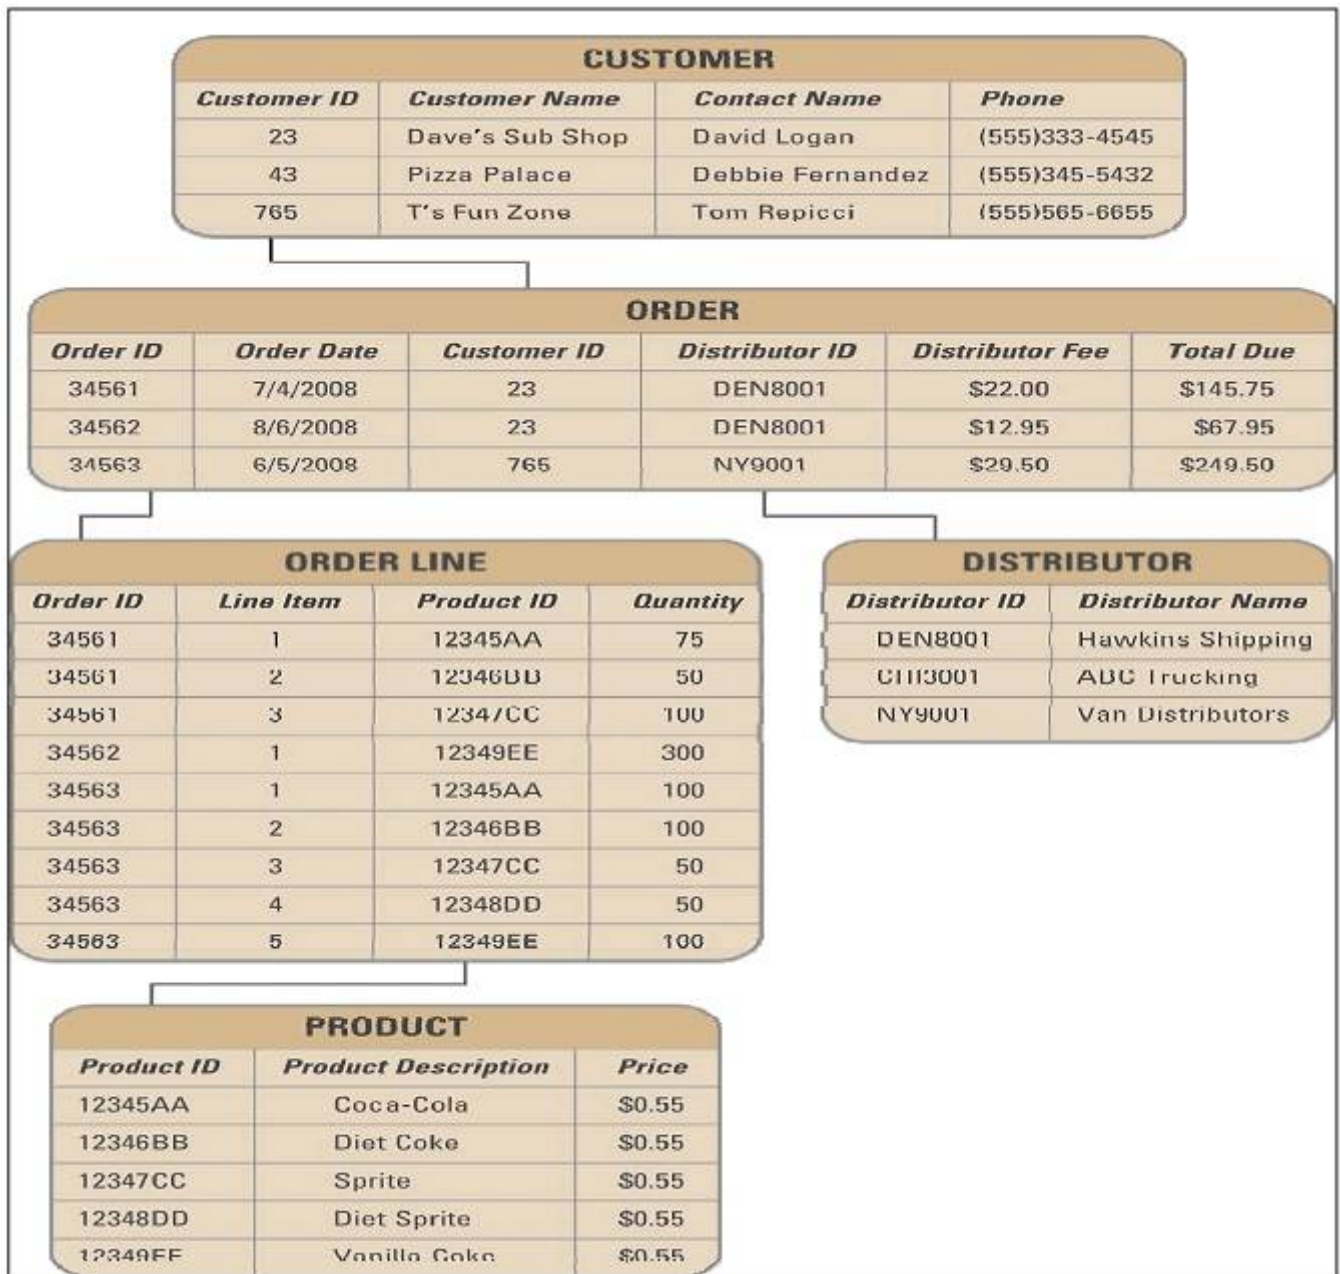 CUSTOMER
Customer ID Customer Name Contact Name Phone
23 Dave's Sub Shop David Logan (555)333-4545
43 Pizza Palace Debbie Fernandez (555)345-5432
765 T's Fun Zone Tom Repicci (555)565-6655
ORDER
Order ID Order Date Customer ID Distributor ID Distributor Fee Total Due
34561 7/4/2008 23 DEN8001 $22.00 $145.75
34562 8/6/2008 23 DEN8001 $12.95 $67.95
34563 6/5/2008 765 NY9001 $29.50 $249.50
ORDER LINE
Order ID Line Item Product ID Quantity
34561 1 12345AA 75
34561 2 12346BB 50
34561 3 12347CC 100
34562 1 12349EE 300
34563 1 12345AA 100
34563 2 12346BB 100
34563 3 12347CC 50
34563 4 12348DD 50
34563 5 12349EE 100
DISTRIBUTOR
Distributor ID Distributor Name
DEN8001 Hawkins Shipping
CHI3001 ABC Trucking
NY9001 Van Distributors
PRODUCT
Product ID Product Description Price
12345AA Coca-Cola $0.55
12346BB Diet Coke $0.55
12347CC Sprite $0.55
12348DD Diet Sprite $0.55
12349EE Vanilla Coke $0.55